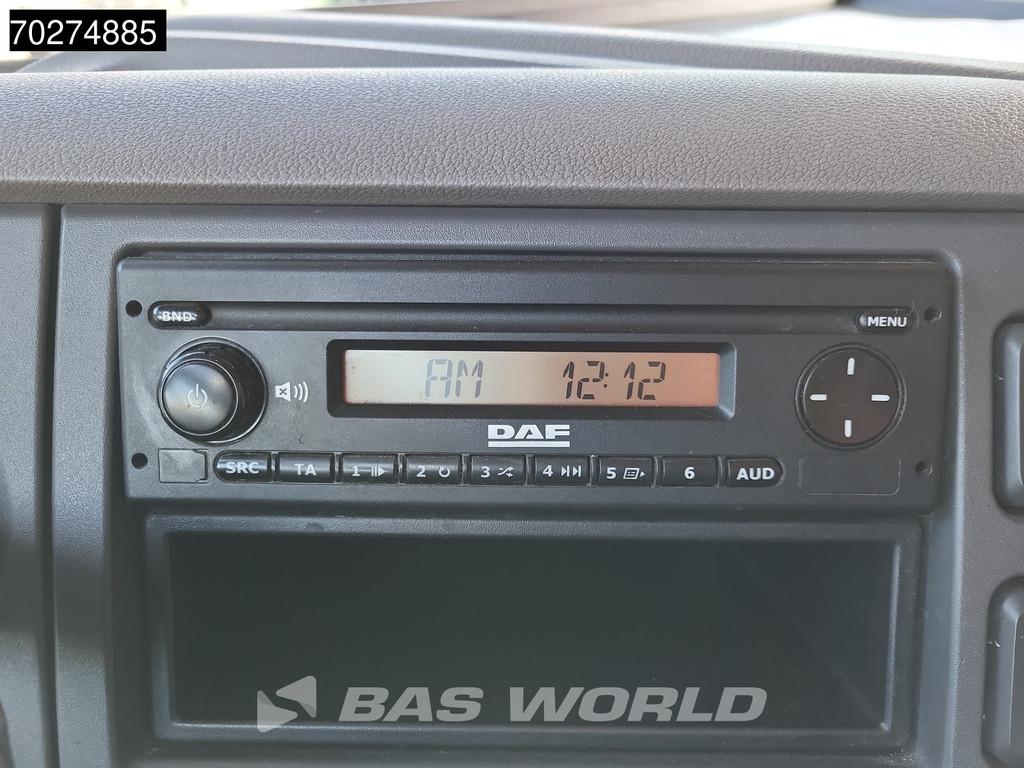 70274885
BND
MENU
AM 12:12
DAF
SRC TA 1 2 3 4 5 6 AUD
BAS WORLD